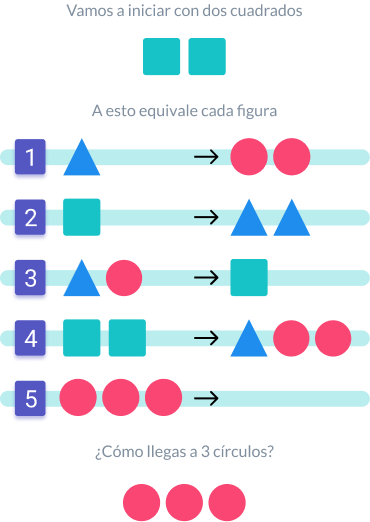 Vamos a iniciar con dos cuadrados
A esto equivale cada figura
1
2
3
4
5
¿Cómo llegas a 3 círculos?